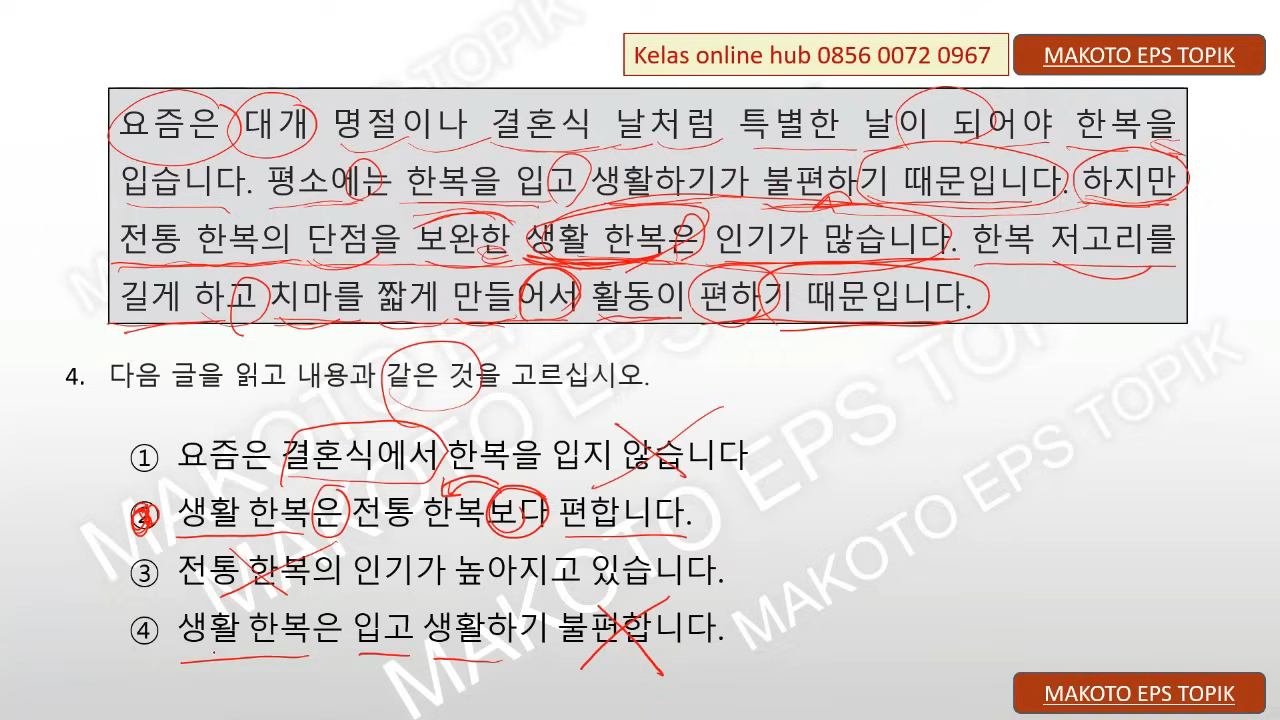 Kelas online hub 0856 0072 0967
MAKOTO EPS TOPIK
요즘은 대개 명절이나 결혼식 날처럼 특별한 날이 되어야 한복을
입습니다. 평소에는 한복을 입고 생활하기가 불편하기 때문입니다. 하지만
전통 한복의 단점을 보완한 생활 한복은 인기가 많습니다. 한복 저고리를
길게 하고 치마를 짧게 만들어서 활동이 편하기 때문입니다.
4. 다음 글을 읽고 내용과 같은 것을 고르십시오.
① 요즘은 결혼식에서 한복을 입지 않습니다
② 생활 한복은 전통 한복보다 편합니다.
③ 전통 한복의 인기가 높아지고 있습니다.
④ 생활 한복은 입고 생활하기 불편합니다.
MAKOTO EPS TOPIK